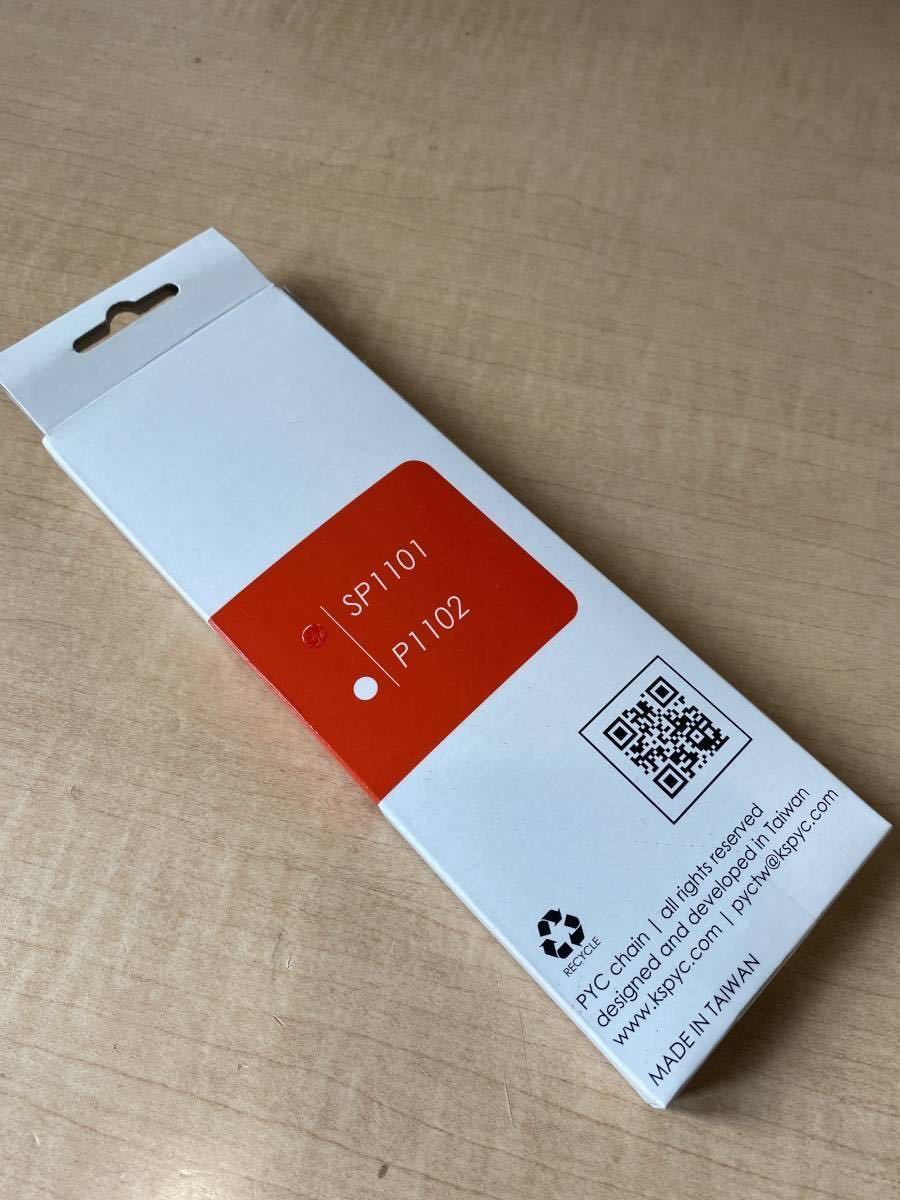 SP1101
P1102
RECYCLE
PYC chain | all rights reserved
designed and developed in Taiwan
www.kspyc.com | pyctw@kspyc.com
MADE IN TAIWAN